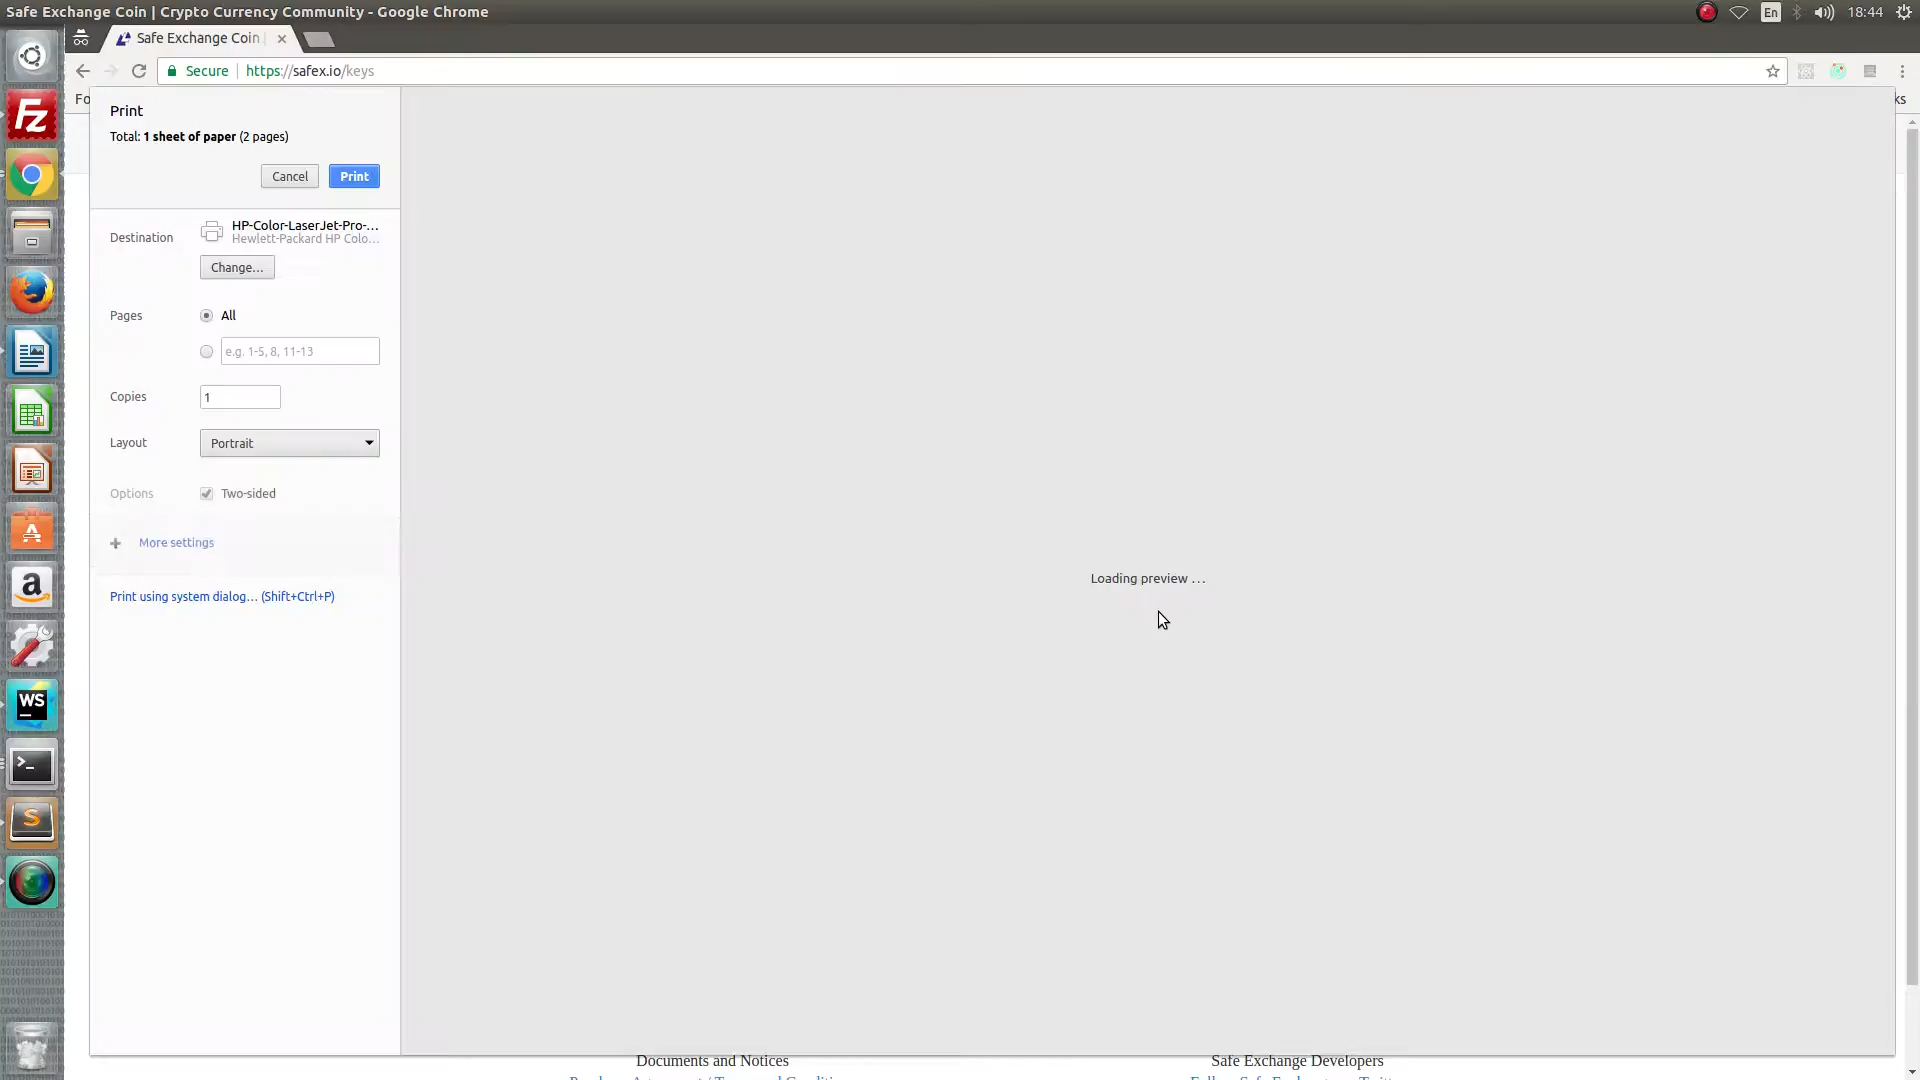 Safe Exchange Coin | Crypto Currency Community - Google Chrome
En
18:44
Safe Exchange Coin
Secure
https://safex.io/keys
Fo
ks
Print
Total: 1 sheet of paper (2 pages)
Cancel
Print
Destination
HP-Color-LaserJet-Pro-...
Hewlett-Packard HP Colo...
Change...
Pages
All
e.g. 1-5, 8, 11-13
Copies
1
Layout
Portrait
Options
Two-sided
More settings
Print using system dialog... (Shift+Ctrl+P)
Loading preview ...
Fz
A
a
WS
>_
S
Documents and Notices
Safe Exchange Developers